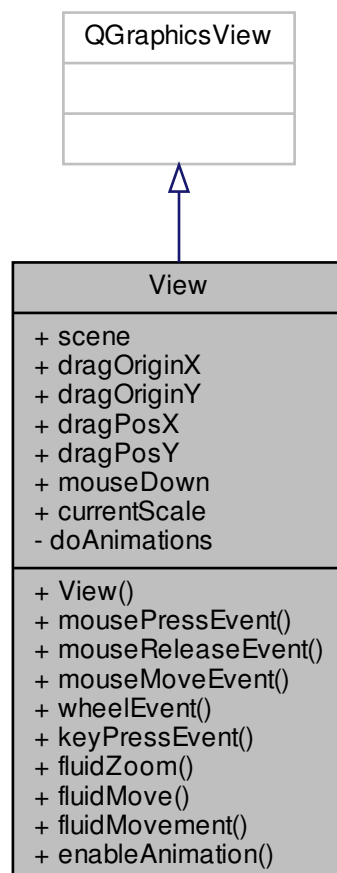 QGraphicsView
View
+ scene
+ dragOriginX
+ dragOriginY
+ dragPosX
+ dragPosY
+ mouseDown
+ currentScale
- doAnimations
+ View()
+ mousePressEvent()
+ mouseReleaseEvent()
+ mouseMoveEvent()
+ wheelEvent()
+ keyPressEvent()
+ fluidZoom()
+ fluidMove()
+ fluidMovement()
+ enableAnimation()